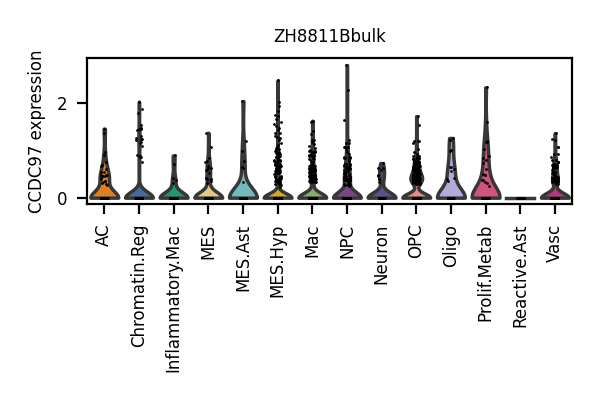 ZH8811Bbulk
CCDC97 expression
2
0
AC
Chromatin.Reg
Inflammatory.Mac
MES
MES.Ast
MES.Hyp
Mac
NPC
Neuron
OPC
Oligo
Prolif.Metab
Reactive.Ast
Vasc